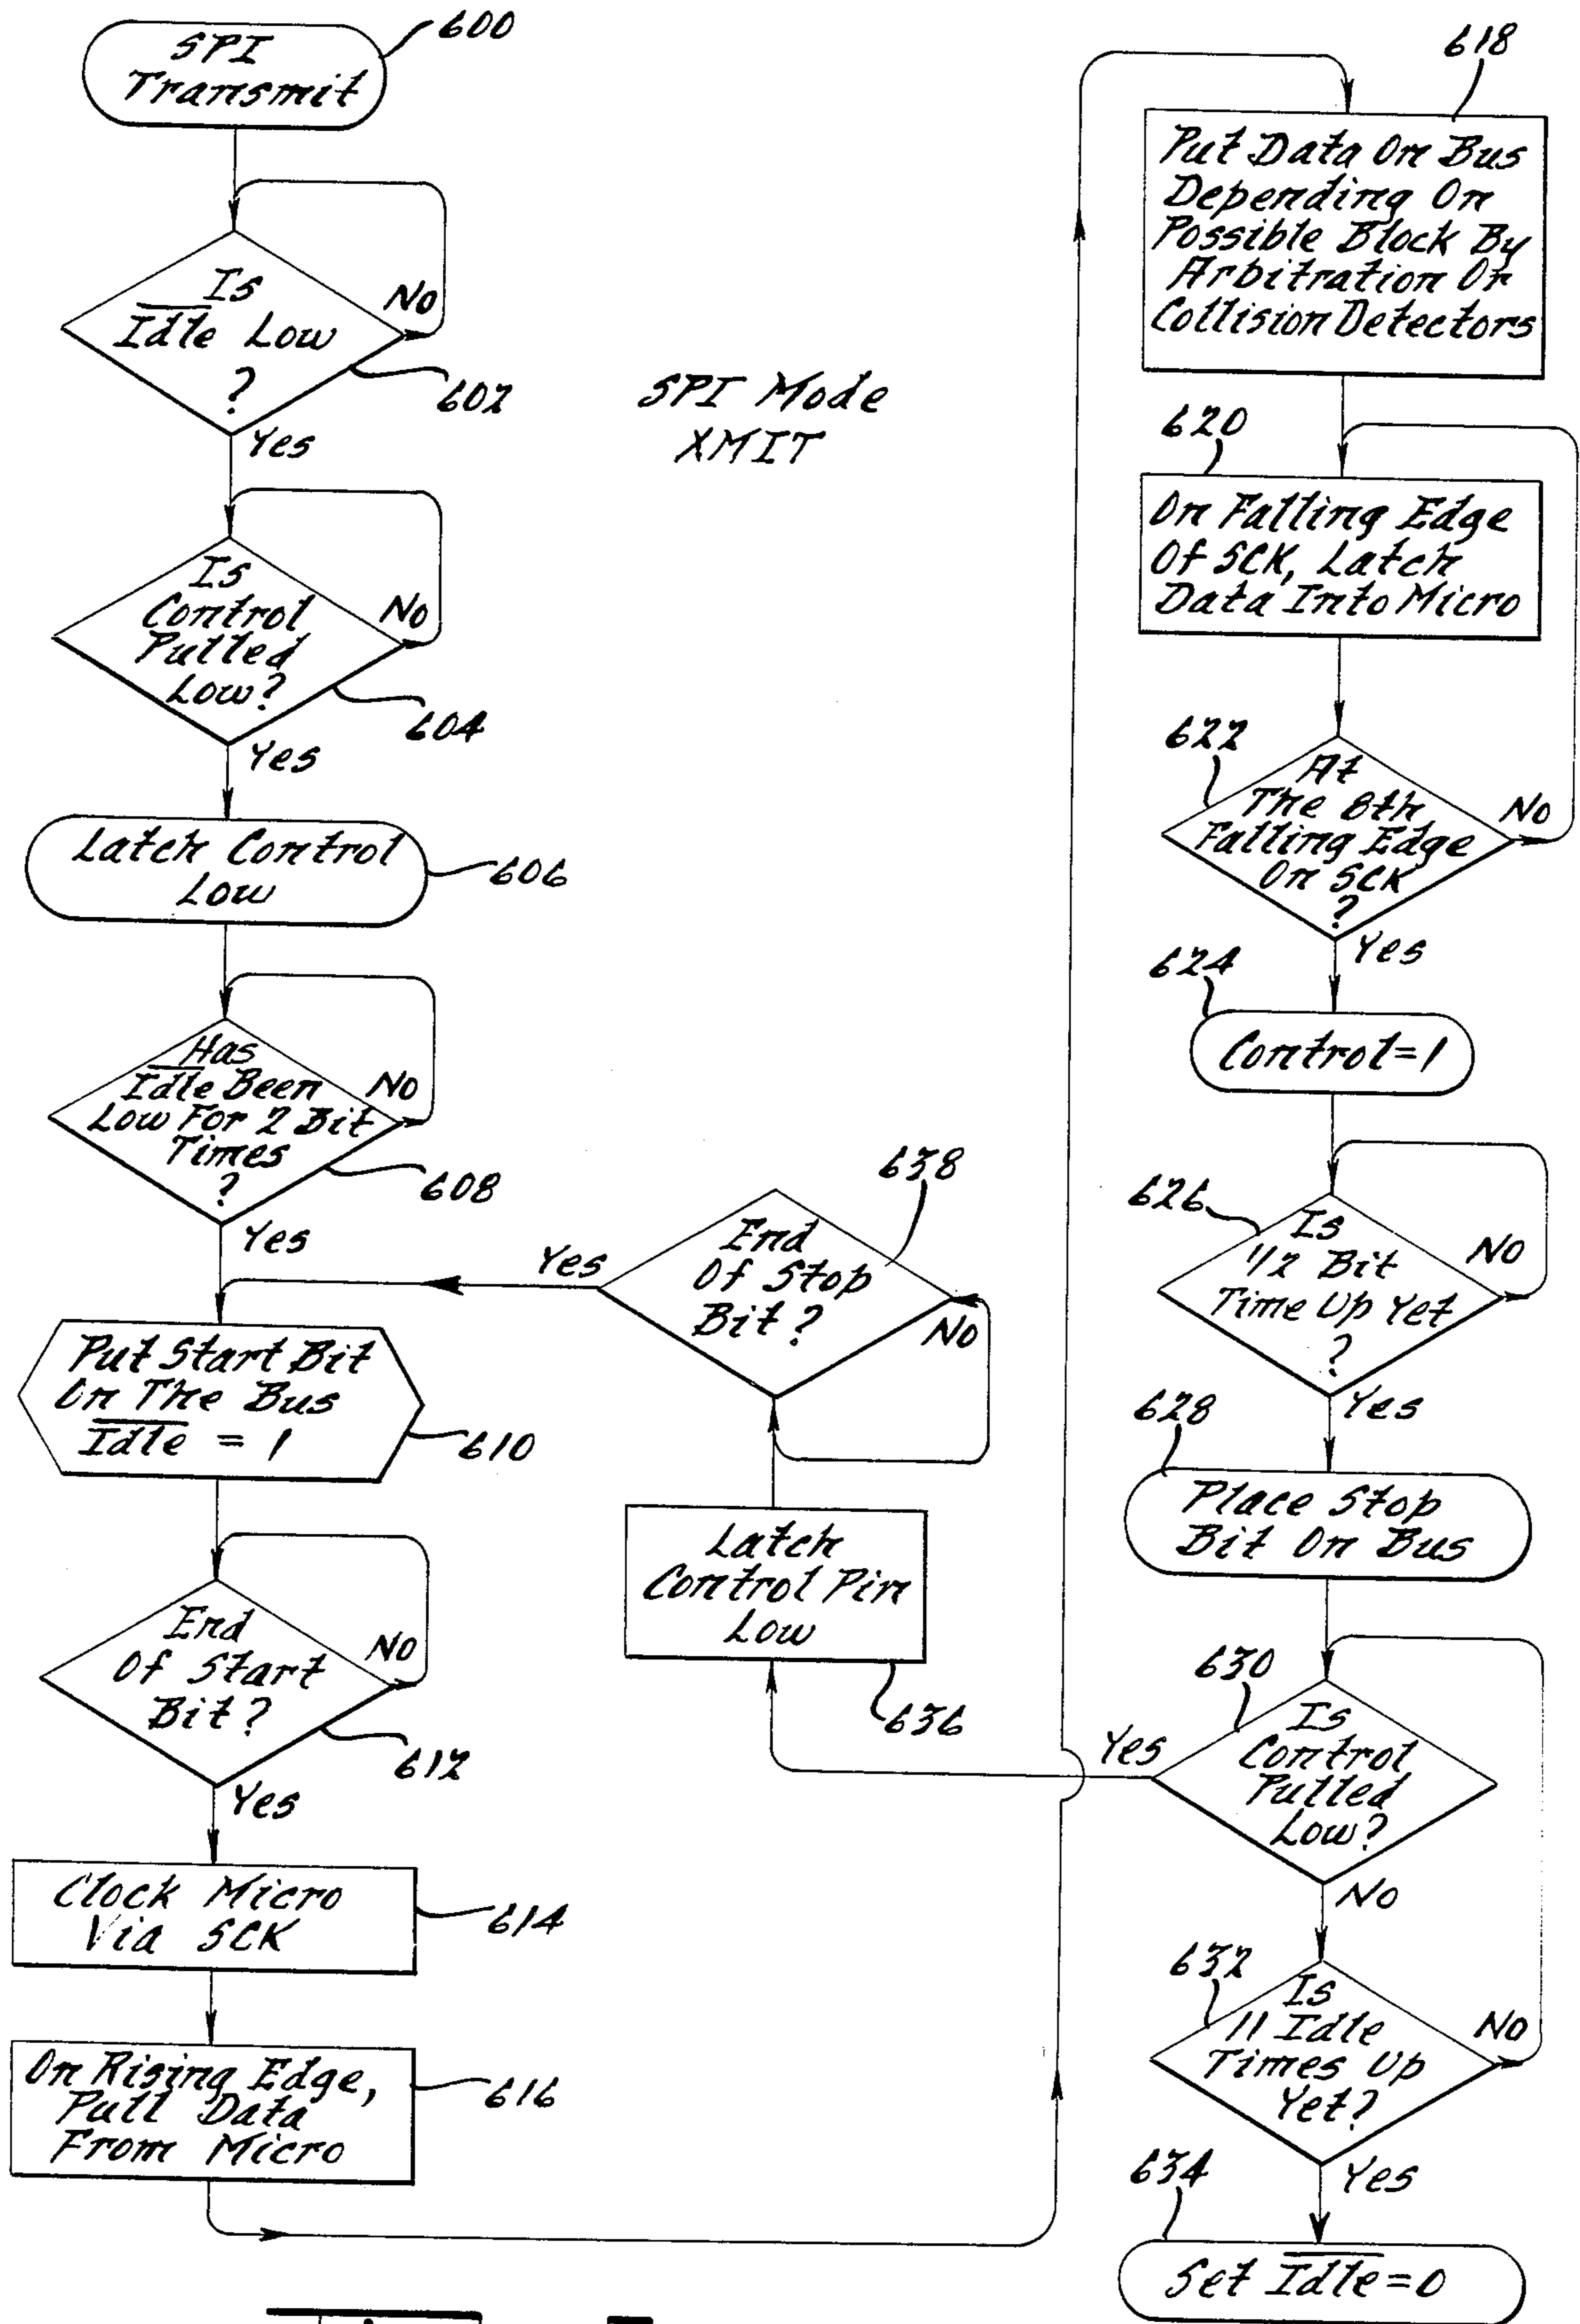 SPI
Transmit
600
Is
Idle Low
?
No
602
Yes
SPI Mode
XMIT
Is
Control
Pulled
Low?
No
604
Yes
Latch Control
Low
606
Has
Idle Been
Low For 2 Bit
Times
?
No
608
Yes
Put Start Bit
On The Bus
Idle = 1
610
End
Of Start
Bit?
No
612
Yes
Clock Micro
Via SCK
614
On Rising Edge,
Pull Data
From Micro
616
638
End
Of Stop
Bit?
Yes
No
Latch
Control Pin
Low
636
618
Put Data On Bus
Depending On
Possible Block By
Arbitration Or
Collision Detectors
620
On Falling Edge
Of SCK, Latch
Data Into Micro
622
At
The 8th
Falling Edge
On SCK
?
No
Yes
624
Control=1
626
Is
1/2 Bit
Time Up Yet
?
No
Yes
628
Place Stop
Bit On Bus
630
Is
Control
Pulled
Low?
Yes
No
632
Is
11 Idle
Times Up
Yet?
No
Yes
634
Set Idle=0